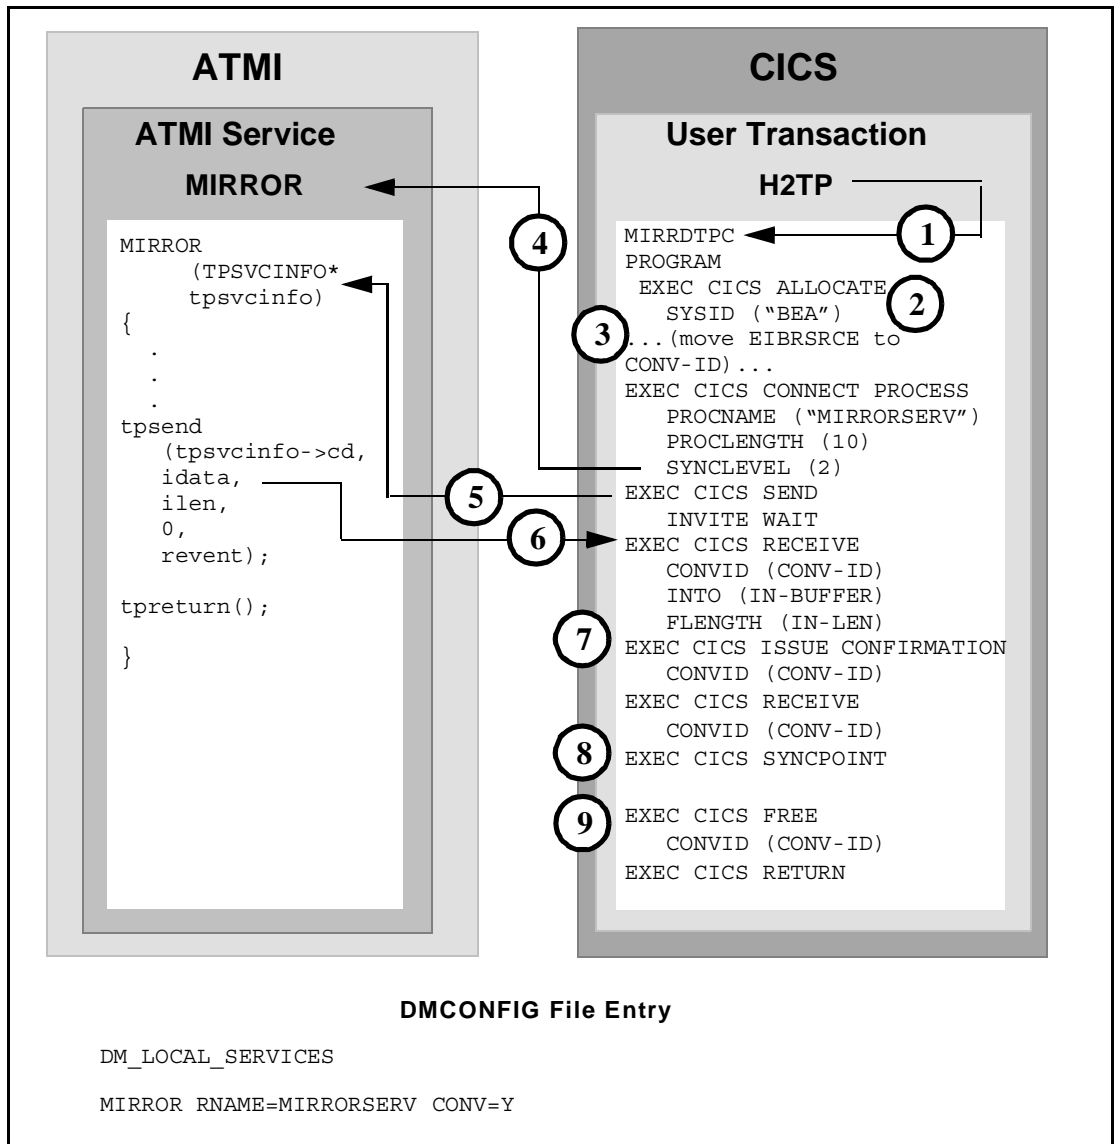 ATMI
ATMI Service
MIRROR
MIRROR
(TPSVCINFO*
tpsvcinfo)
{
.
.
.
tpsend
(tpsvcinfo->cd,
idata,
ilen,
0,
revent);
tpreturn();
}
4
5
6
CICS
User Transaction
H2TP
1
MIRRDTPC
PROGRAM
EXEC CICS ALLOCATE
2
SYSID ("BEA")
3
...(move EIBRSRCE to
CONV-ID)...
EXEC CICS CONNECT PROCESS
PROCNAME (“MIRRORSERV”)
PROCLENGTH (10)
SYNCLEVEL (2)
EXEC CICS SEND
INVITE WAIT
EXEC CICS RECEIVE
CONVID (CONV-ID)
INTO (IN-BUFFER)
FLENGTH (IN-LEN)
7
EXEC CICS ISSUE CONFIRMATION
CONVID (CONV-ID)
EXEC CICS RECEIVE
CONVID (CONV-ID)
8
EXEC CICS SYNCPOINT
9
EXEC CICS FREE
CONVID (CONV-ID)
EXEC CICS RETURN
DMCONFIG File Entry
DM_LOCAL_SERVICES
MIRROR RNAME=MIRRORSERV CONV=Y